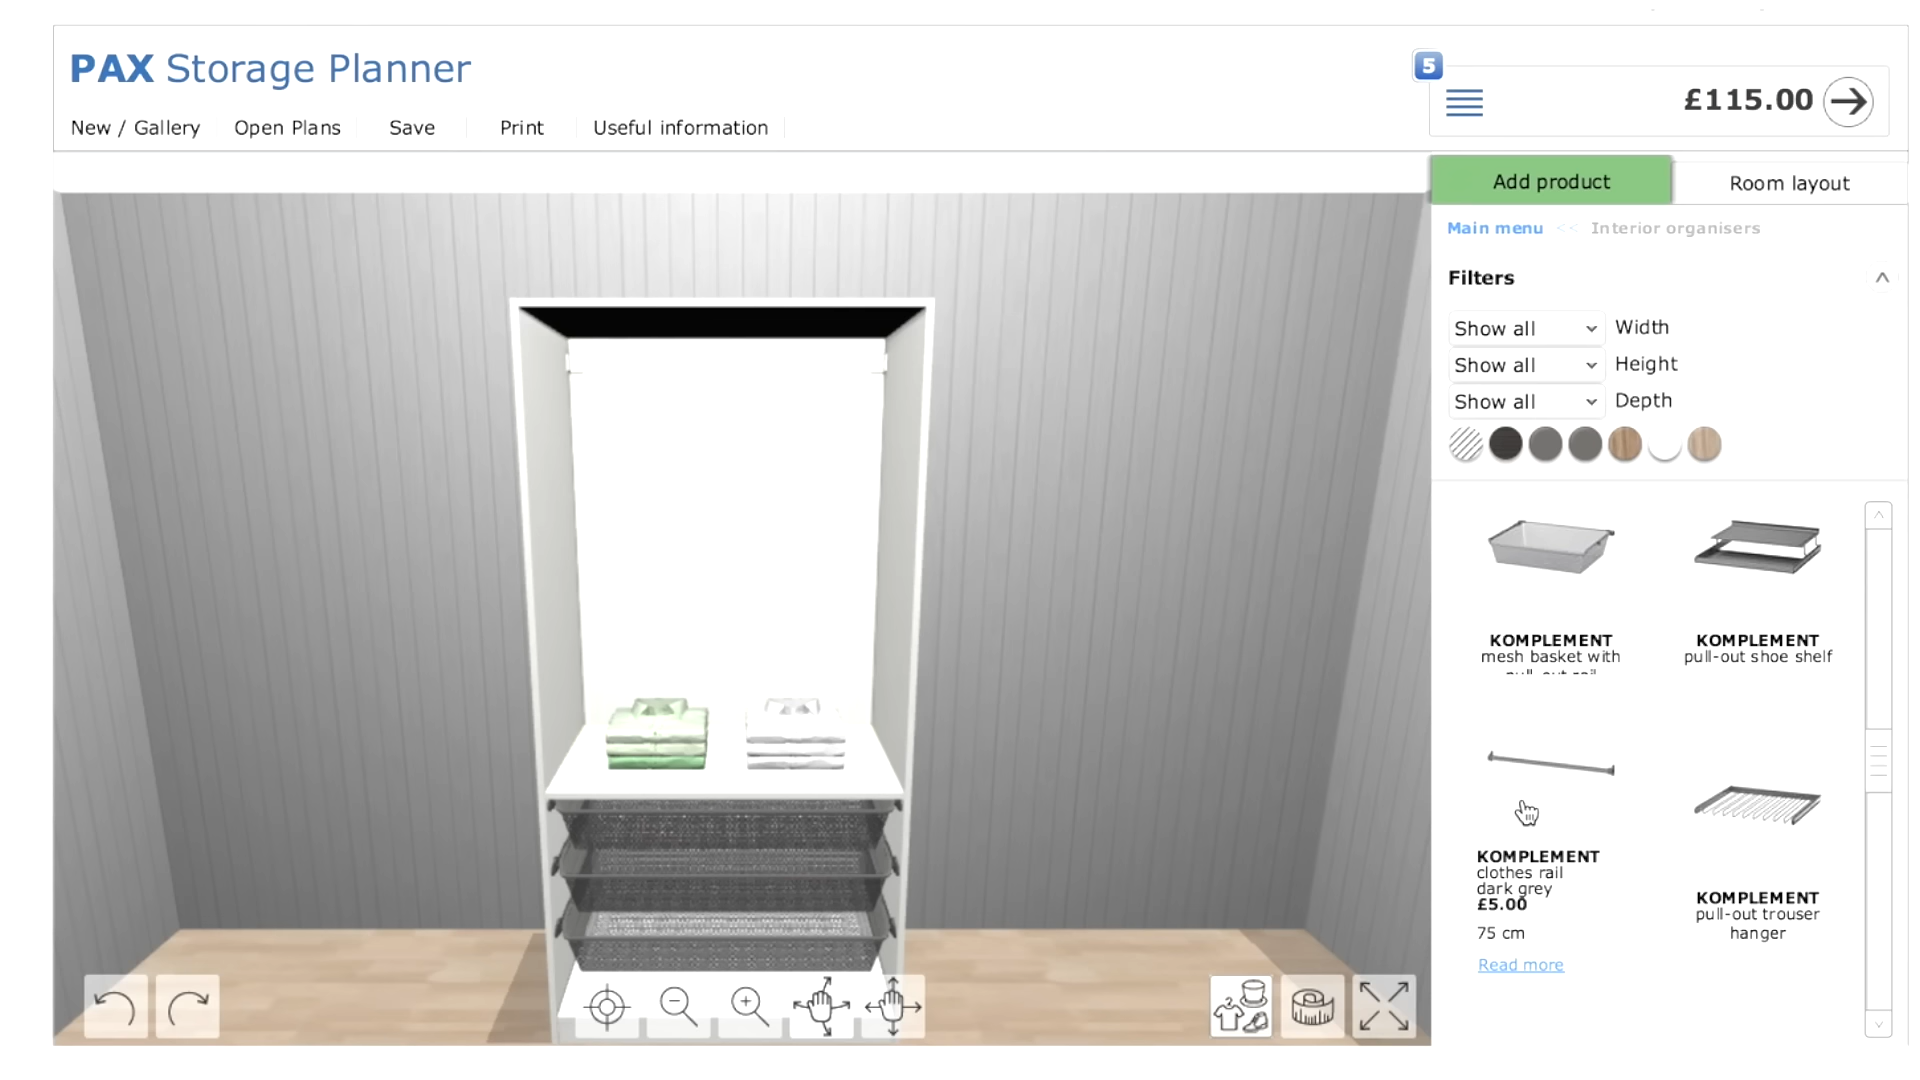 PAX Storage Planner
5
£115.00
New / Gallery
Open Plans
Save
Print
Useful information
Add product
Room layout
Main menu << Interior organisers
Filters
Show all
Width
Show all
Height
Show all
Depth
KOMPLEMENT
mesh basket with
pull-out rail
KOMPLEMENT
pull-out shoe shelf
KOMPLEMENT
clothes rail
dark grey
£5.00
75 cm
Read more
KOMPLEMENT
pull-out trouser
hanger